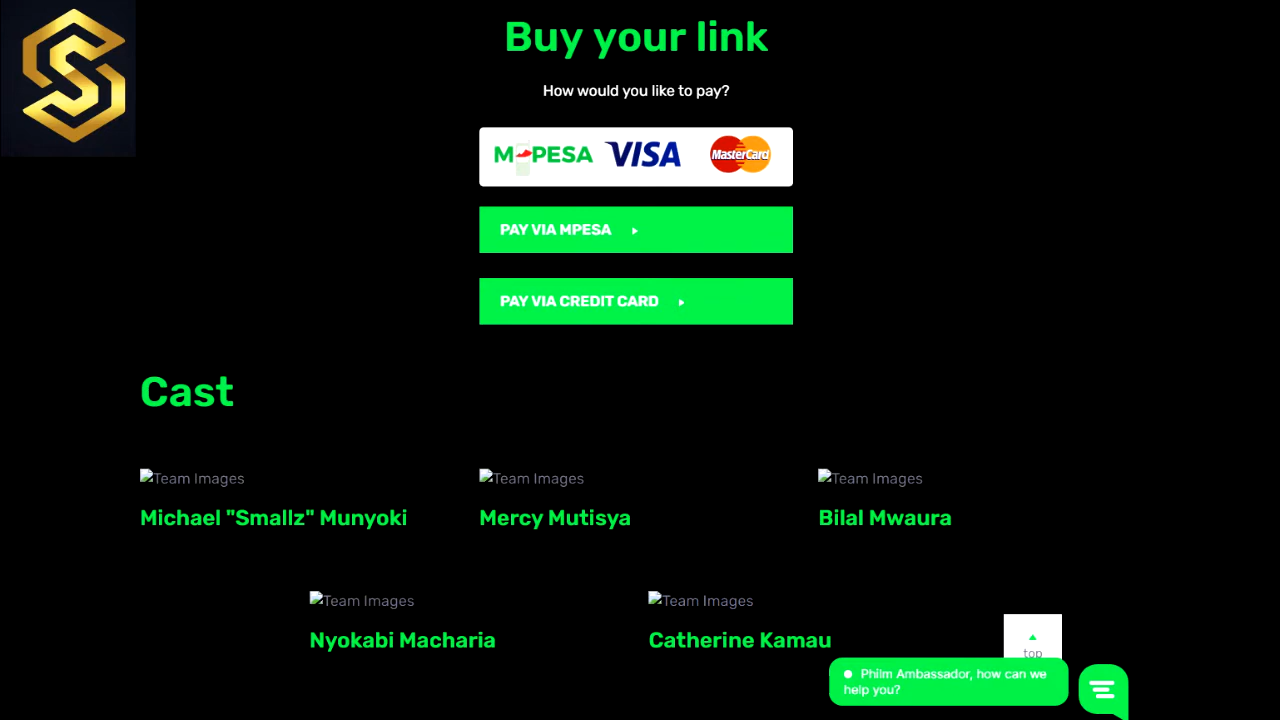 Buy your link
How would you like to pay?
M-PESA VISA MasterCard
PAY VIA MPESA
PAY VIA CREDIT CARD
Cast
Team Images Team Images Team Images
Michael "Smallz" Munyoki Mercy Mutisya Bilal Mwaura
Team Images Team Images
Nyokabi Macharia Catherine Kamau
top
Philm Ambassador, how can we
help you?